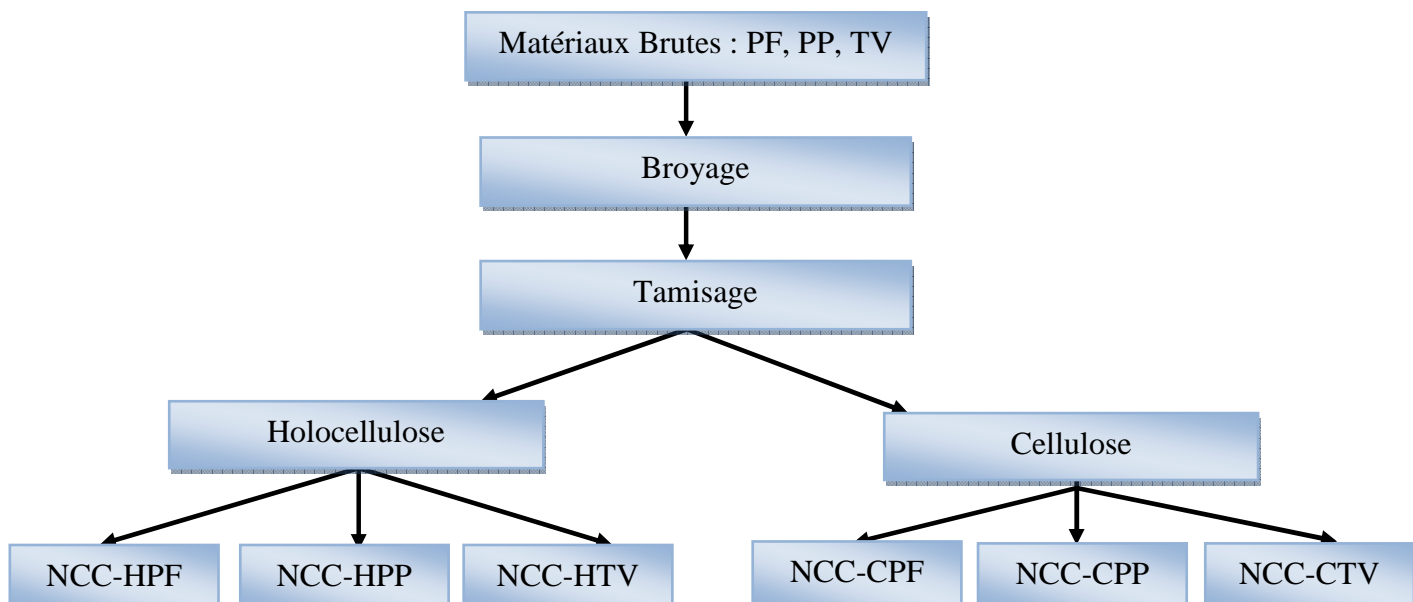 Matériaux Brutes : PF, PP, TV
Broyage
Tamisage
Holocellulose
Cellulose
NCC-HPF
NCC-HPP
NCC-HTV
NCC-CPF
NCC-CPP
NCC-CTV